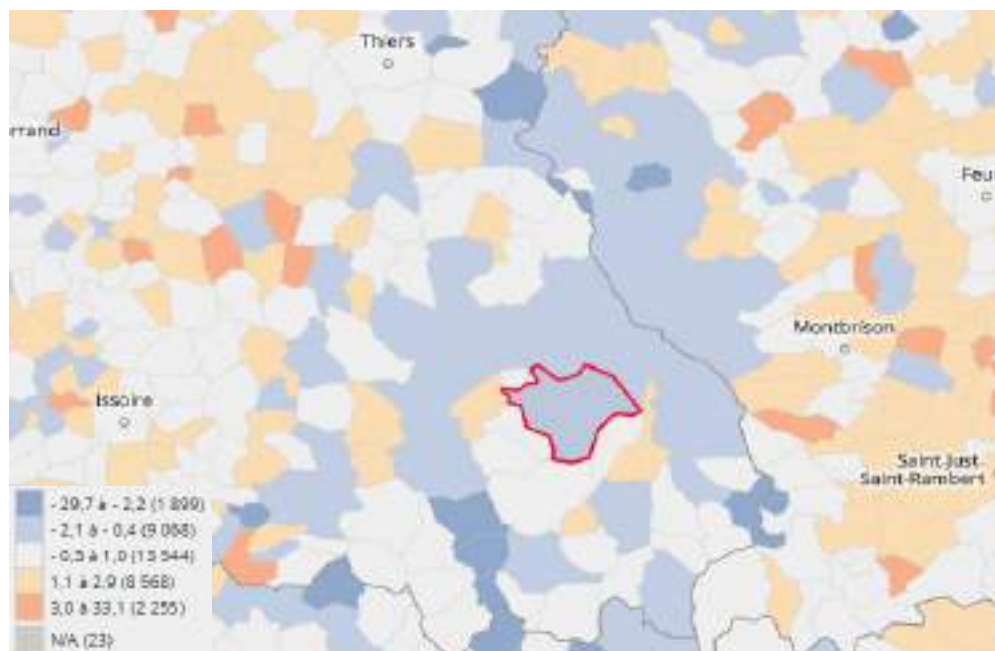 Thiers
rrand
Feu
Montbrison
Issoire
Saint-Just
Saint-Rambert
- 29,7 à - 2,2 (1 899)
- 2,1 à - 0,4 (9 068)
- 0,3 à 1,0 (13 544)
1,1 à 2,9 (8 568)
3,0 à 33,1 (2 255)
N/A (23)